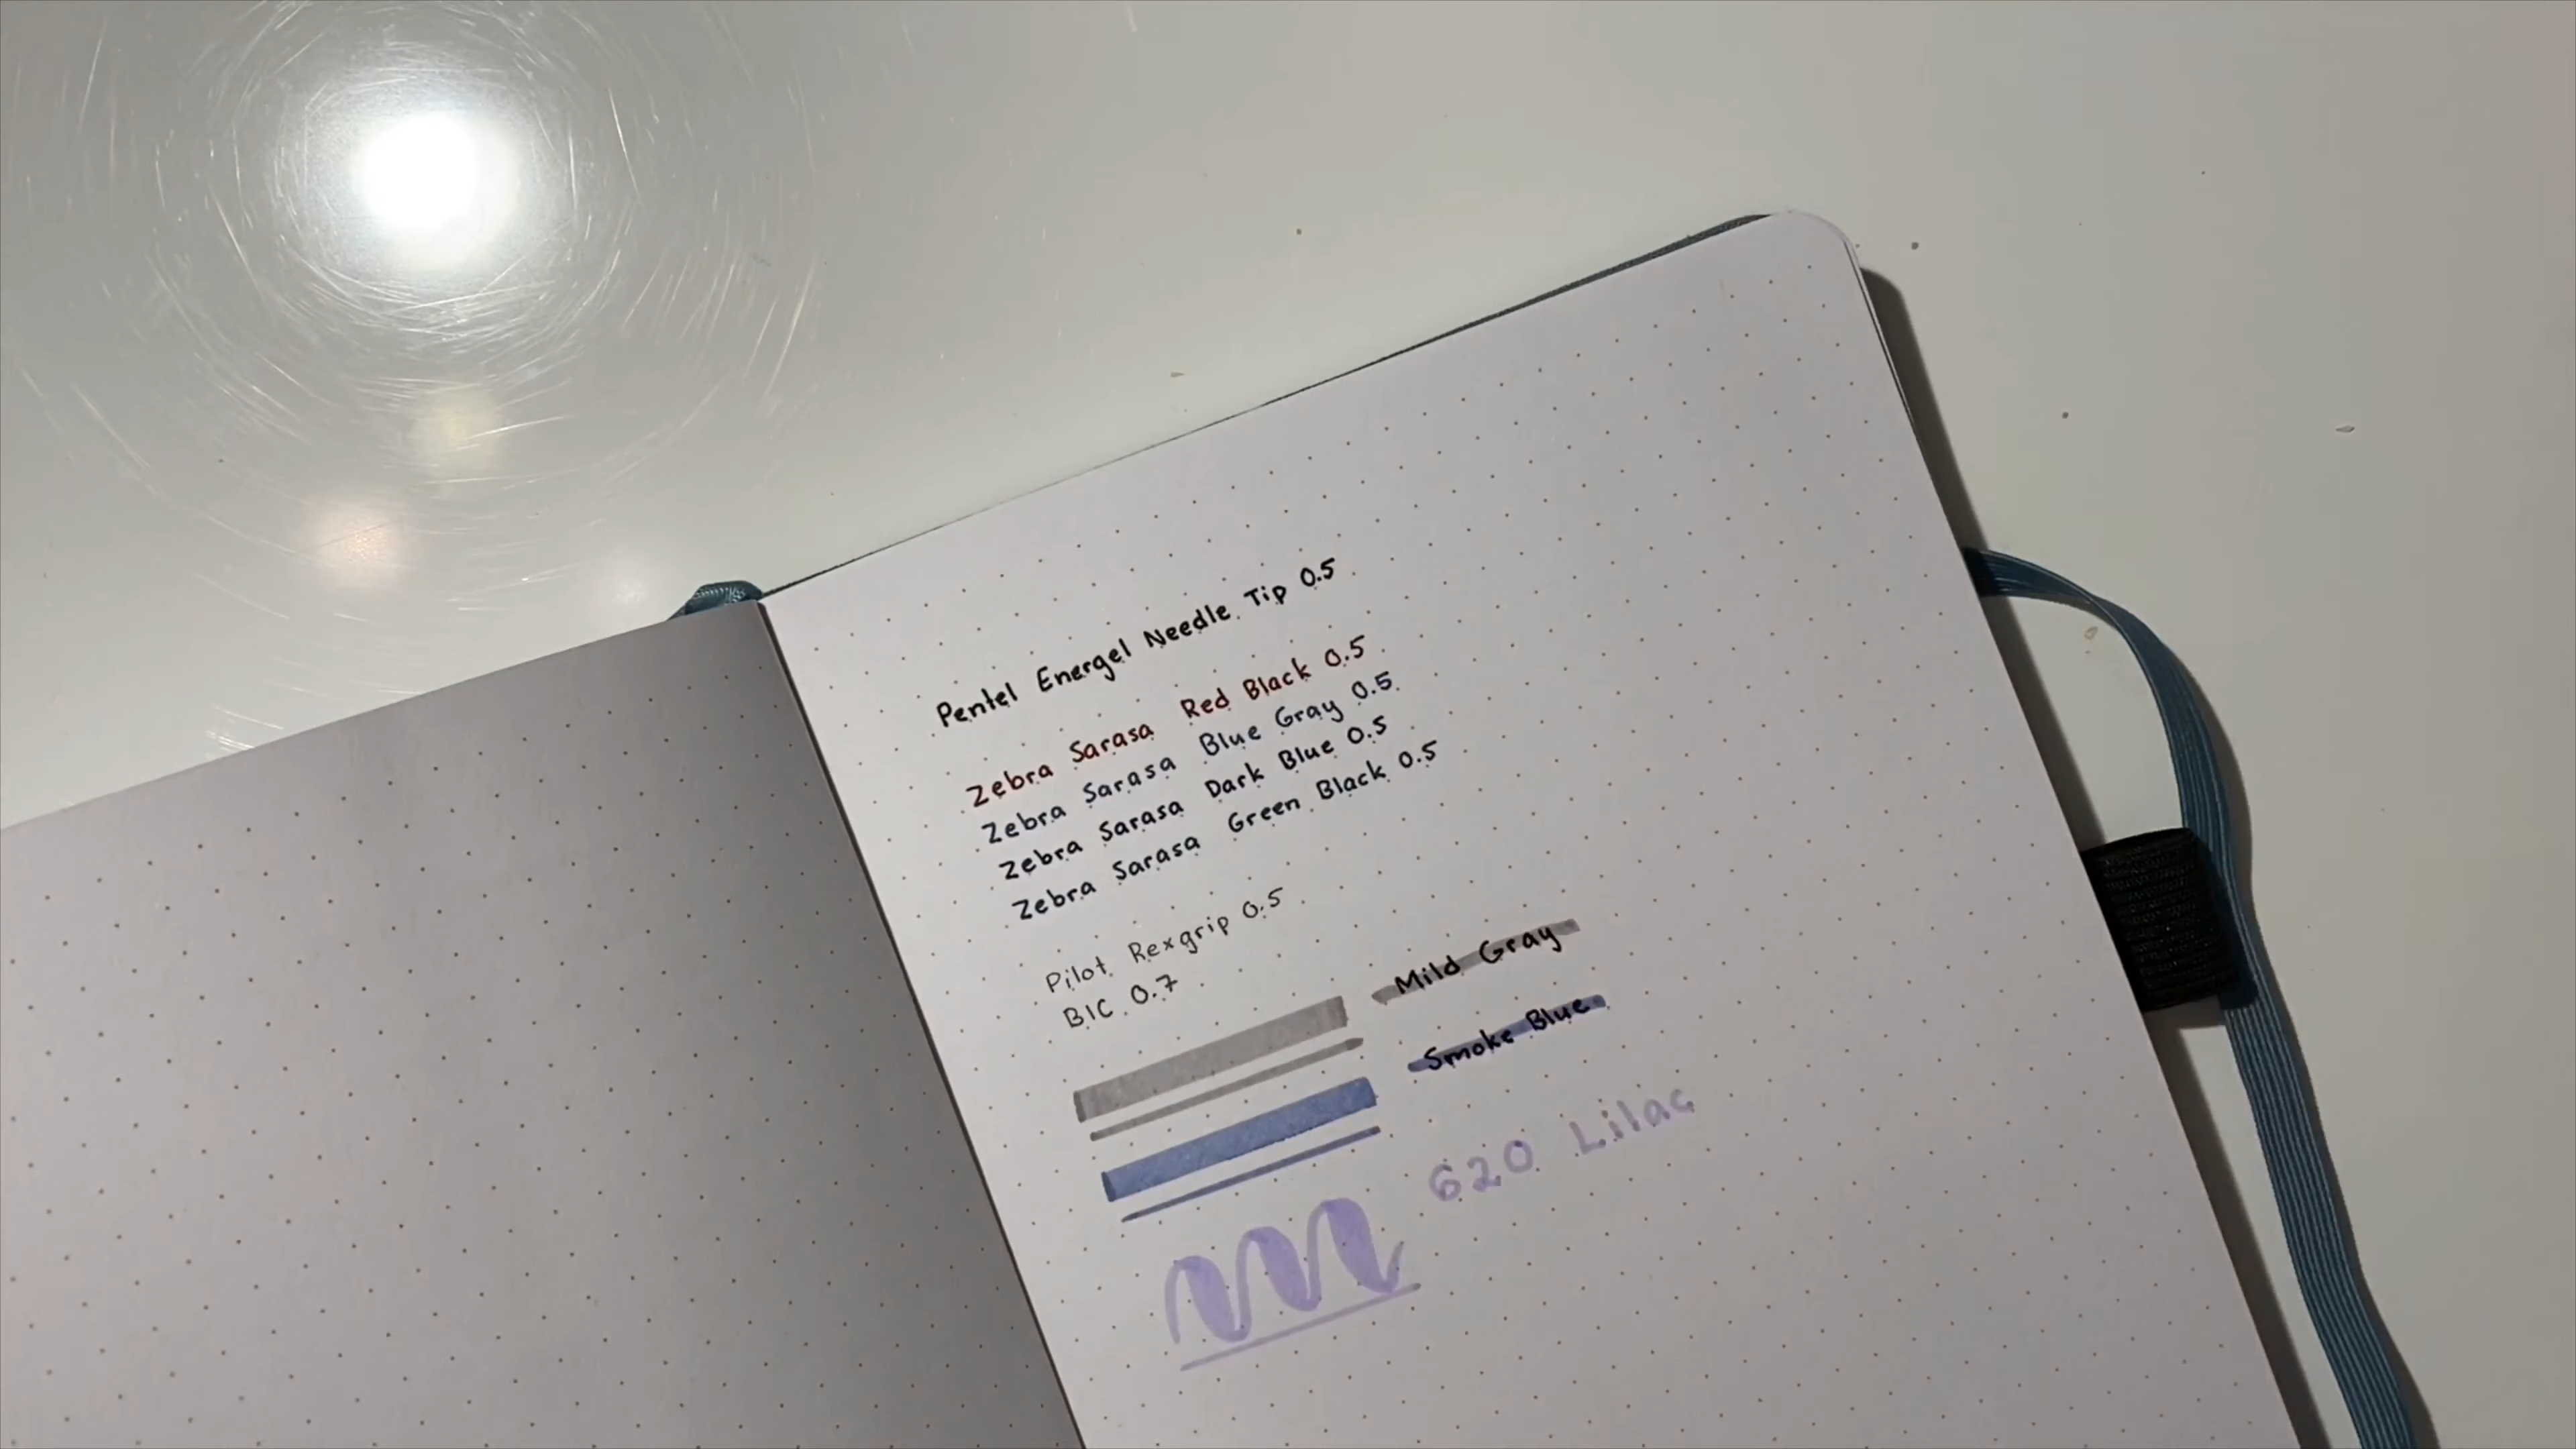 Pentel Energel Needle Tip 0.5
Zebra Sarasa Red Black 0.5
Zebra Sarasa Blue Gray 0.5
Zebra Sarasa Dark Blue 0.5
Zebra Sarasa Green Black 0.5
Pilot Rexgrip 0.5
BIC 0.7
Mild Gray
Smoke Blue
620 Lilac